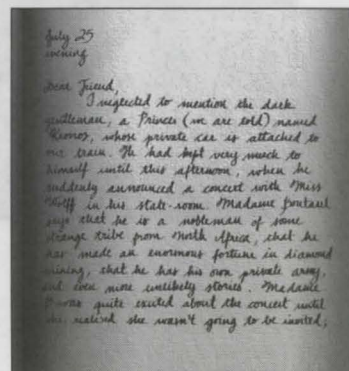 July 25
evening
Dear Friend,
I neglected to mention the dark
gentleman, a Prince (we are told) named
Kronos, whose private car is attached to
our train. He had kept very much to
himself until this afternoon, when he
suddenly announced a concert with Miss
Wolff in his state-room. Madame Boutard
says that he is a nobleman of some
strange tribe from North Africa, that he
has made an enormous fortune in diamond
mining, that he has his own private army,
and even more unlikely stories. Madame
B was quite excited about the concert until
she realised she wasn't going to be invited,